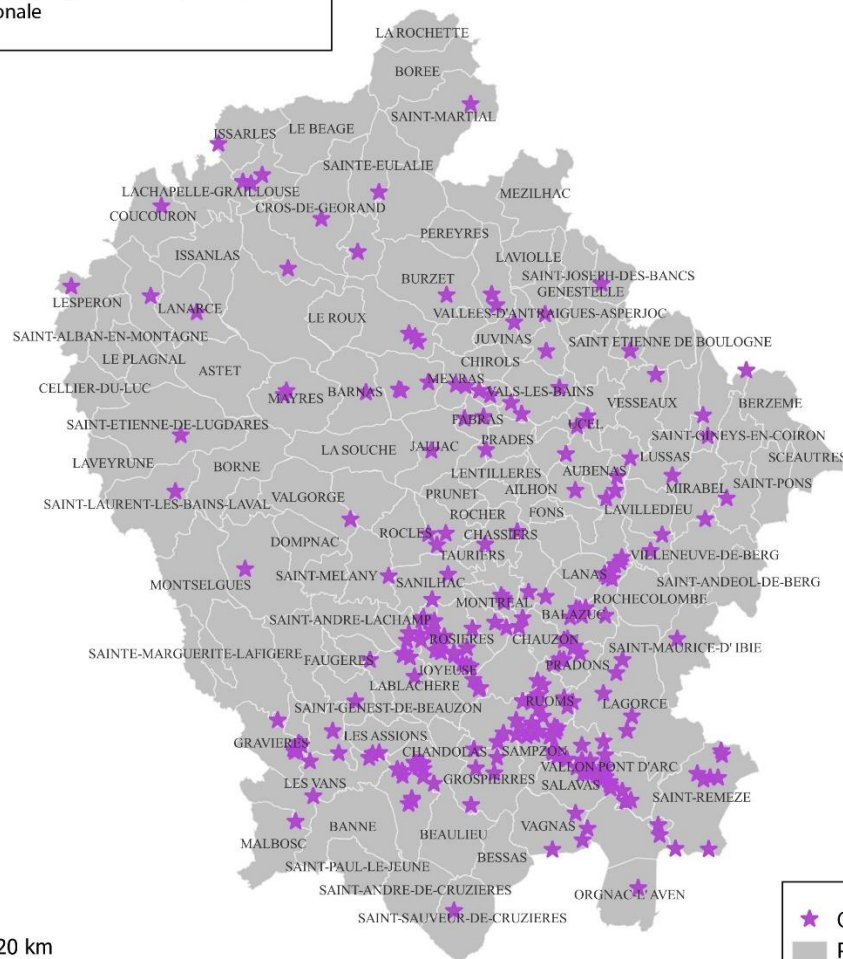 onale
LA ROCHETTE
BOREE
SAINT-MARTIAL
LE BEAGE
ISSARLES
SAINTE-EULALIE
LACHAPELLE-GRAILLOUSE
MEZILHAC
CROS-DE-GEORAND
COUCOURON
PEREYRES
ISSANLAS
LAVIOLLE
SAINT-JOSEPH-DES-BANCS
BURZET
GENESTELLE
LESPERON
LANARCE
VALLEES-D'ANTRAIGUES-ASPERJOC
LE ROUX
SAINT-ALBAN-EN-MONTAGNE
JUVINAS
SAINT ETIENNE DE BOULOGNE
LE PLAGNAL
CHIROLS
ASTET
MEYRAS
CELLIER-DU-LUC
MAYRES
BARNAS
VALS-LES-BAINS
VESSEAUX
BERZEME
FABRAS
UCEL
SAINT-ETIENNE-DE-LUGDARES
PRADES
SAINT-GINEYS-EN-COIRON
LA SOUCHE
JAUJAC
LUSSAS
SCEAUTRES
LAVEYRUNE
BORNE
LENTILLERES
AUBENAS
SAINT-PONS
MIRABEL
SAINT-LAURENT-LES-BAINS-LAVAL
VALGORGE
PRUNET
AILHON
ROCHER
FONS
LAVILLEDIEU
DOMPNAC
ROCLES
CHASSIERS
TAURIERS
VILLENEUVE-DE-BERG
MONTSELGUES
SAINT-MELANY
SANILHAC
LANAS
SAINT-ANDEOL-DE-BERG
MONTREAL
ROCHECOLOMBE
BALAZUC
SAINT-ANDRE-LACHAMP
ROSIERES
CHAUZON
SAINT-MAURICE-D' IBIE
SAINTE-MARGUERITE-LAFIGERE
FAUGERES
JOYEUSE
PRADONS
LABLACHERE
SAINT-GENEST-DE-BEAUZON
RUOMS
LAGORCE
GRAVIERES
LES ASSIONS
CHANDOLAS
SAMPZON
VALLON PONT D'ARC
LES VANS
GROSPIERRES
SALAVAS
SAINT-REMEZE
BANNE
BEAULIEU
VAGNAS
MALBOSC
BESSAS
SAINT-PAUL-LE-JEUNE
SAINT-ANDRE-DE-CRUZIERES
ORGNAC-L' AVEN
SAINT-SAUVEUR-DE-CRUZIERES
20 km